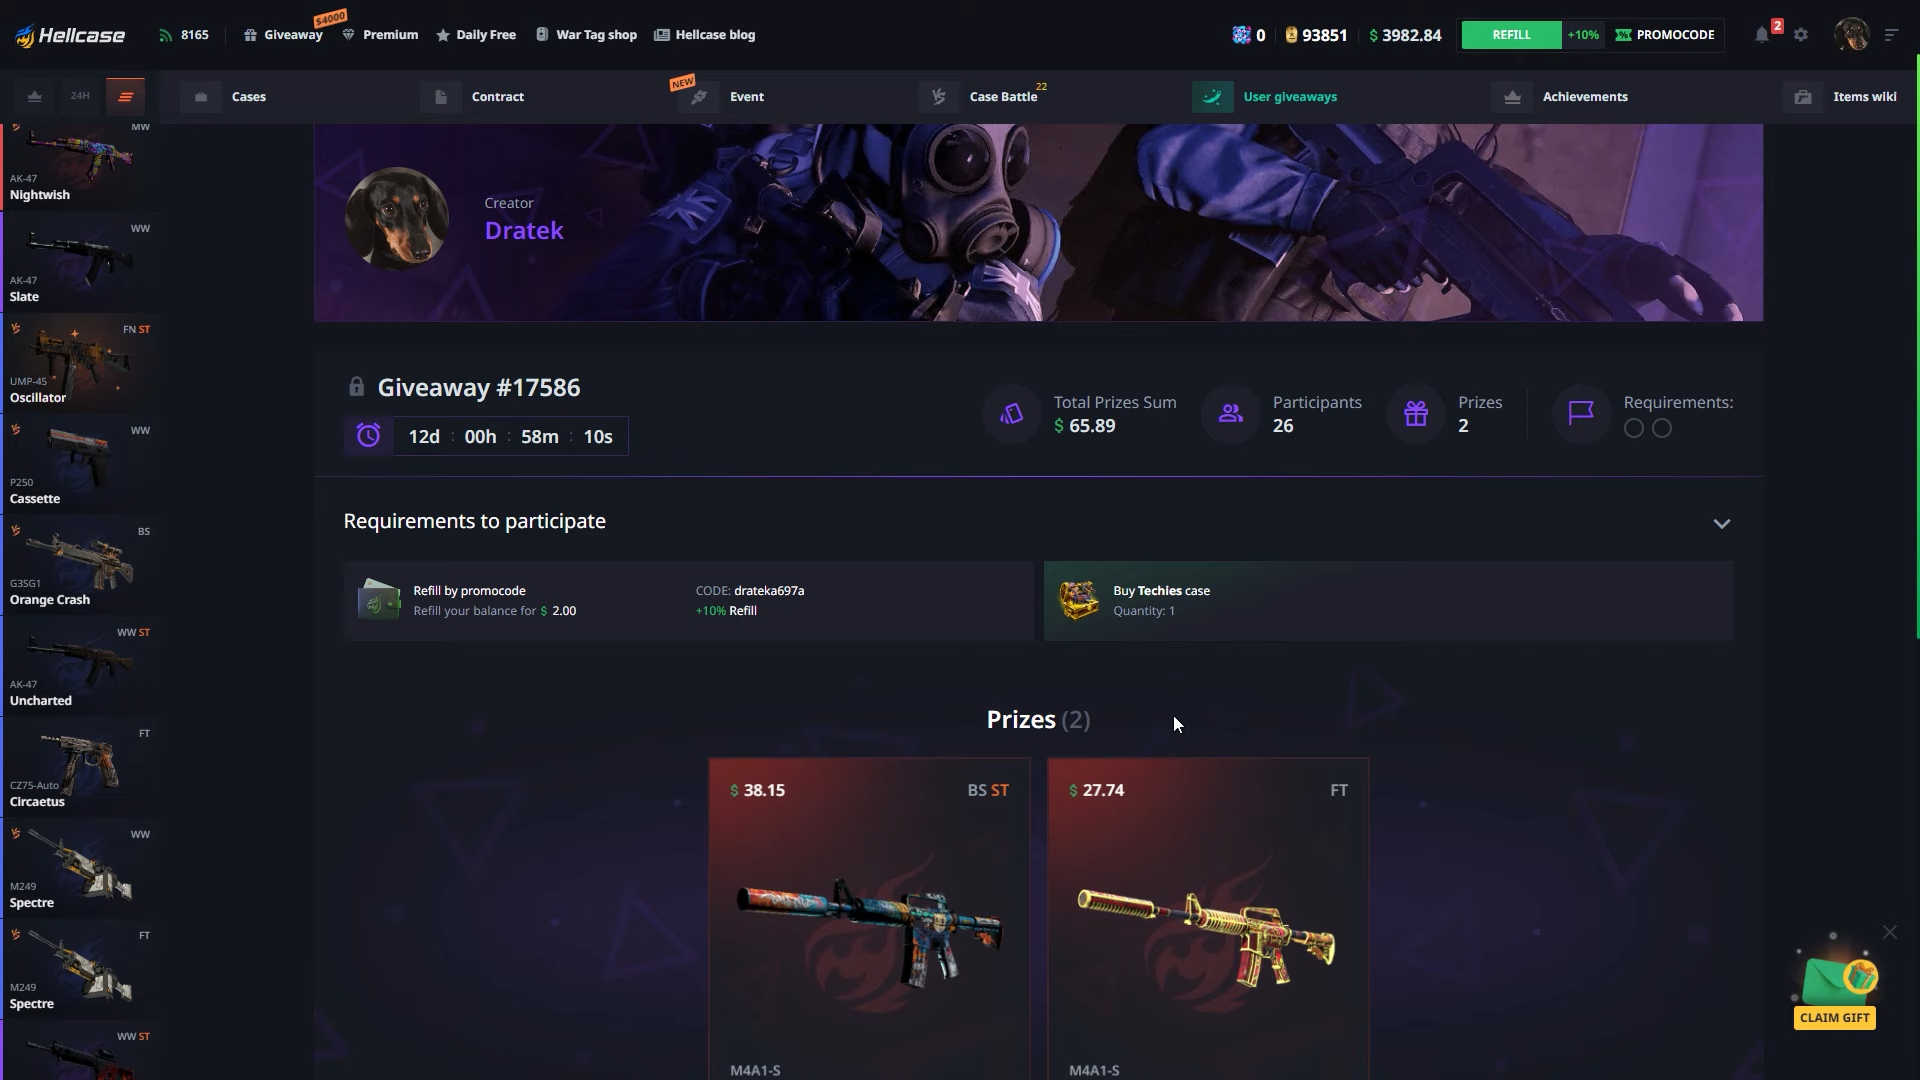 Hellcase
8165
Giveaway
$4000
Premium
Daily Free
War Tag shop
Hellcase blog
0
93851
$ 3982.84
REFILL
+10%
PROMOCODE
2
24H
Cases
Contract
NEW
Event
Case Battle
22
User giveaways
Achievements
Items wiki
MW
AK-47
Nightwish
WW
AK-47
Slate
FN ST
UMP-45
Oscillator
WW
P250
Cassette
BS
G3SG1
Orange Crash
WW ST
AK-47
Uncharted
FT
CZ75-Auto
Circaetus
WW
M249
Spectre
FT
M249
Spectre
WW ST
Creator
Dratek
Giveaway #17586
12d : 00h : 58m : 10s
Total Prizes Sum
$ 65.89
Participants
26
Prizes
2
Requirements:
Requirements to participate
Refill by promocode
Refill your balance for $ 2.00
CODE: drateka697a
+10% Refill
Buy Techies case
Quantity: 1
Prizes (2)
$ 38.15
BS ST
M4A1-S
$ 27.74
FT
M4A1-S
CLAIM GIFT